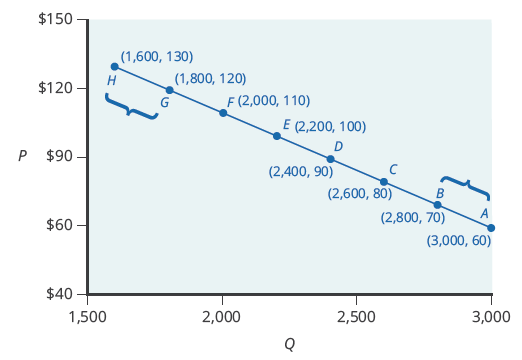 $150
(1,600, 130)
H
(1,800, 120)
$120
G
F (2,000, 110)
E (2,200, 100)
D
P
$90
(2,400, 90)
C
(2,600, 80)
B
(2,800, 70)
A
$60
(3,000, 60)
$40
1,500
2,000
2,500
3,000
Q